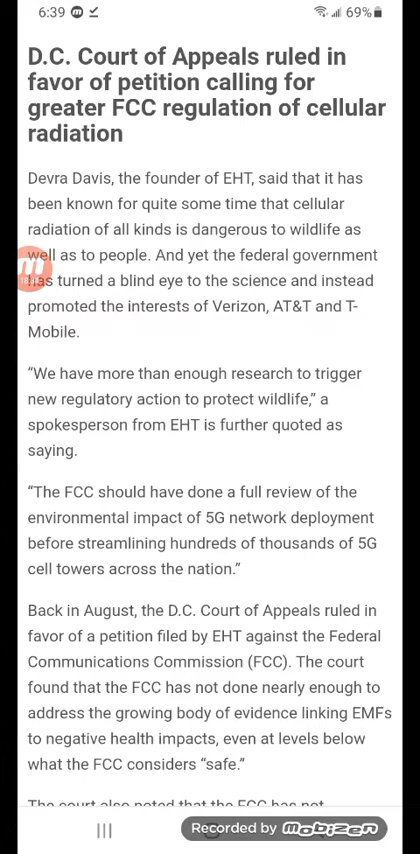 6:39
69%
D.C. Court of Appeals ruled in
favor of petition calling for
greater FCC regulation of cellular
radiation
Devra Davis, the founder of EHT, said that it has
been known for quite some time that cellular
radiation of all kinds is dangerous to wildlife as
well as to people. And yet the federal government
has turned a blind eye to the science and instead
promoted the interests of Verizon, AT&T and T-
Mobile.
“We have more than enough research to trigger
new regulatory action to protect wildlife,” a
spokesperson from EHT is further quoted as
saying.
“The FCC should have done a full review of the
environmental impact of 5G network deployment
before streamlining hundreds of thousands of 5G
cell towers across the nation.”
Back in August, the D.C. Court of Appeals ruled in
favor of a petition filed by EHT against the Federal
Communications Commission (FCC). The court
found that the FCC has not done nearly enough to
address the growing body of evidence linking EMFs
to negative health impacts, even at levels below
what the FCC considers “safe.”
The court also noted that the FCC has not
Recorded by mobizen